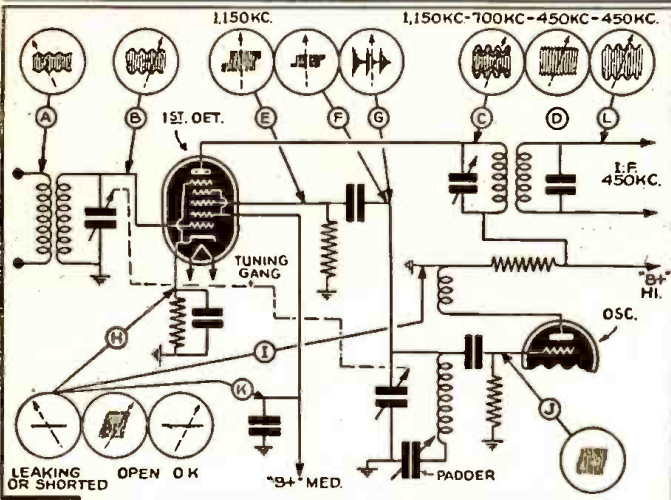 1,150KC.
1,150KC-700KC-450KC-450KC.
A
B
E
F
G
C
D
L
1ST. DET.
I.F.
450KC.
TUNING
GANG
"B+"
HI.
OSC.
H
I
K
J
LEAKING
OR SHORTED
OPEN
OK
"B+" MED.
PADDER